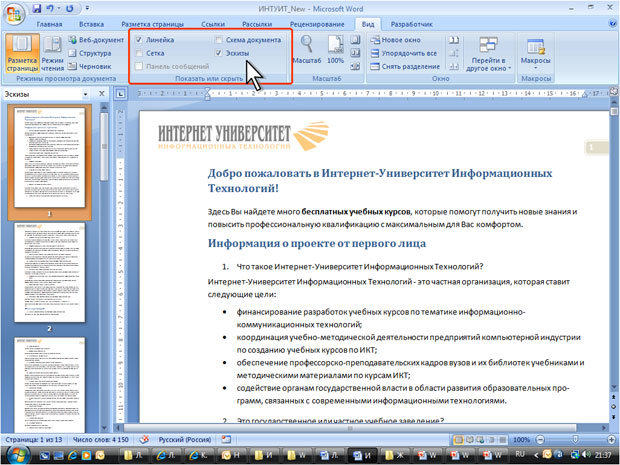 ИНТУИТ_New - Microsoft Word
Главная Вставка Разметка страницы Ссылки Рассылки Рецензирование Вид Разработчик
Разметка страницы
Режим чтения
Веб-документ
Структура
Черновик
Режимы просмотра документа
Линейка
Сетка
Панель сообщений
Схема документа
Эскизы
Показать или скрыть
Масштаб
100%
Масштаб
Новое окно
Упорядочить все
Снять разделение
Перейти в другое окно
Окно
Макросы
Макросы
Эскизы
1
2
ИНТЕРНЕТ УНИВЕРСИТЕТ
ИНФОРМАЦИОННЫХ ТЕХНОЛОГИЙ
1
Добро пожаловать в Интернет-Университет Информационных
Технологий!
Здесь Вы найдете много бесплатных учебных курсов, которые помогут получить новые знания и
повысить профессиональную квалификацию с максимальным для Вас комфортом.
Информация о проекте от первого лица
1. Что такое Интернет-Университет Информационных Технологий?
Интернет-Университет Информационных Технологий - это частная организация, которая ставит
следующие цели:
• финансирование разработок учебных курсов по тематике информационно-
коммуникационных технологий;
• координация учебно-методической деятельности предприятий компьютерной индустрии
по созданию учебных курсов по ИКТ;
• обеспечение профессорско-преподавательских кадров вузов и библиотек учебниками и
методическими материалами по курсам ИКТ;
• содействие органам государственной власти в области развития образовательных про-
грамм, связанных с современными информационными технологиями.
2. Это государственное или частное учебное заведение?
Страница: 1 из 13 Число слов: 4 150 Русский (Россия) 100%
RU 21:37